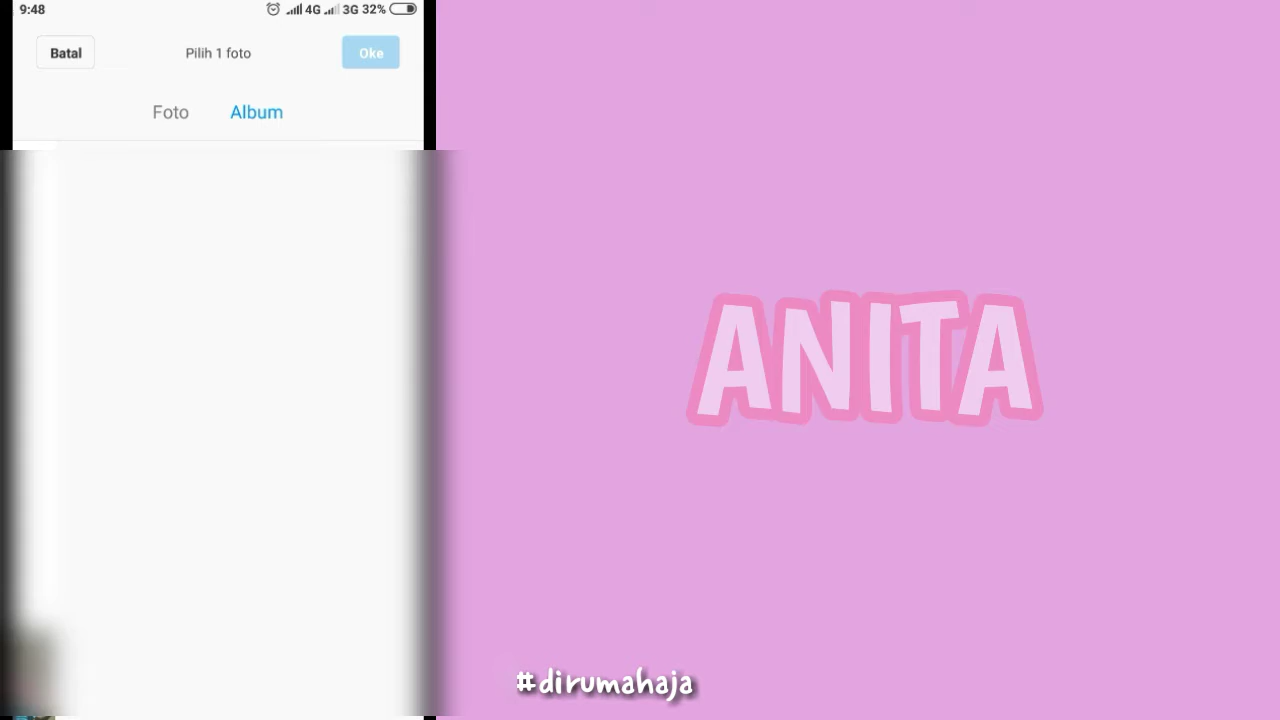 9:48 4G 3G 32%
Batal Pilih 1 foto Oke
Foto Album
ANITA
#dirumahaja